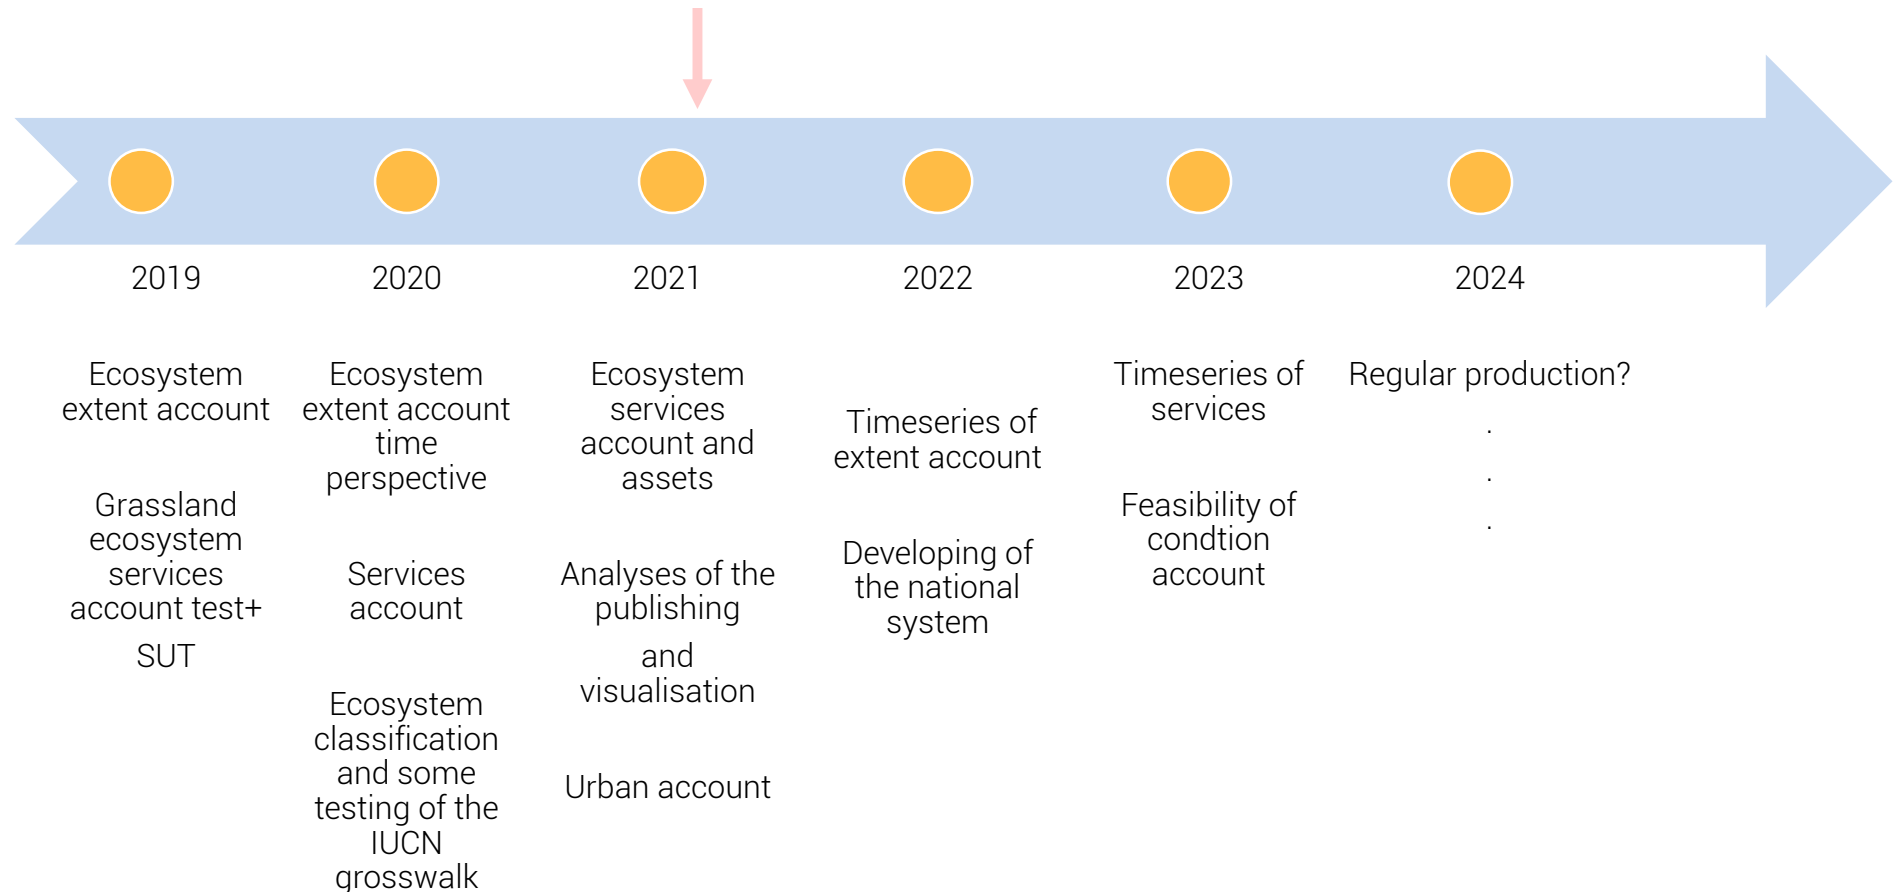 2019
2020
2021
2022
2023
2024
Ecosystem
extent account
Grassland
ecosystem
services
account test+
SUT
Ecosystem
extent account
time
perspective
Services
account
Ecosystem
classification
and some
testing of the
IUCN
grosswalk
Ecosystem
services
account and
assets
Analyses of the
publishing
and
visualisation
Urban account
Timeseries of
extent account
Developing of
the national
system
Timeseries of
services
Feasibility of
condtion
account
Regular production?
.
.
.